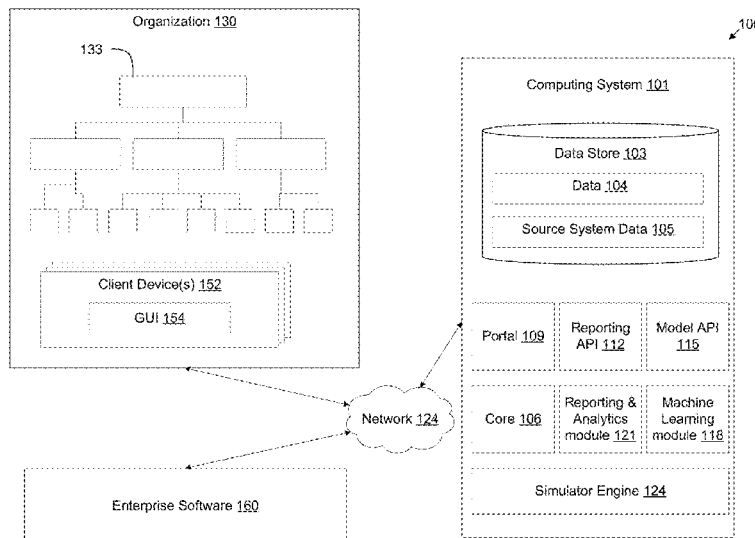 Organization 130
133
Client Device(s) 152
GUI 154
Network 124
Enterprise Software 160
Computing System 101
Data Store 103
Data 104
Source System Data 105
Portal 109
Reporting
API 112
Model API
115
Core 106
Reporting &
Analytics
module 121
Machine
Learning
module 118
Simulator Engine 124